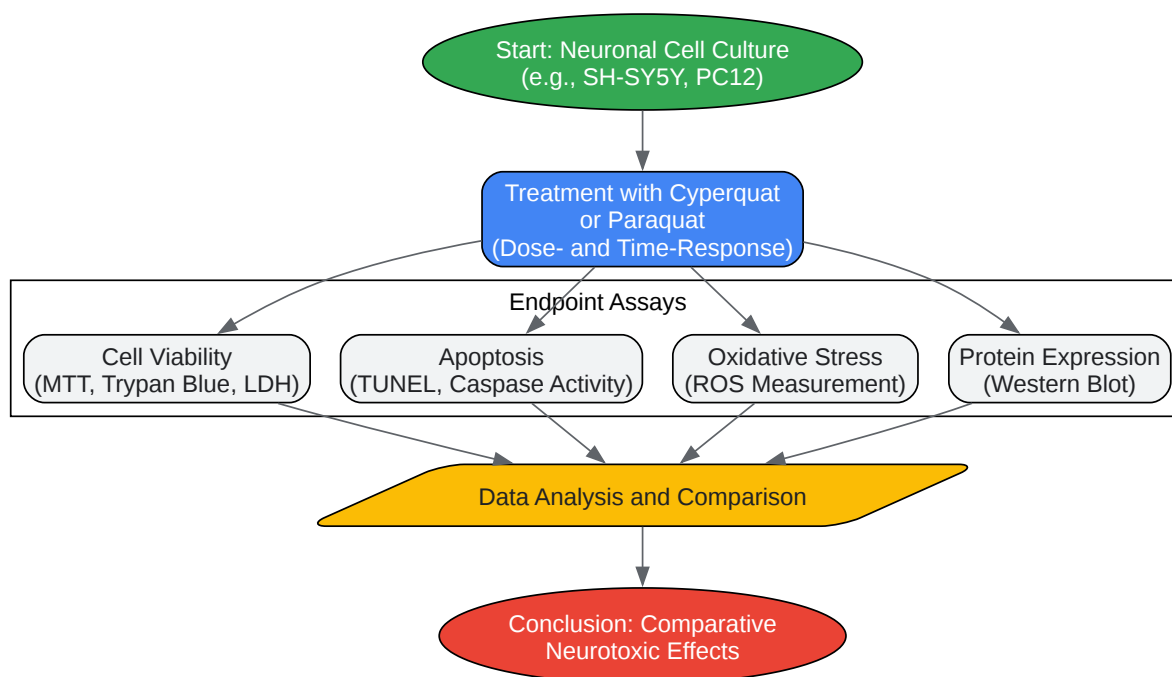 Start: Neuronal Cell Culture
(e.g., SH-SY5Y, PC12)
Treatment with Cyperquat
or Paraquat
(Dose- and Time-Response)
Endpoint Assays
Cell Viability
(MTT, Trypan Blue, LDH)
Apoptosis
(TUNEL, Caspase Activity)
Oxidative Stress
(ROS Measurement)
Protein Expression
(Western Blot)
Data Analysis and Comparison
Conclusion: Comparative
Neurotoxic Effects